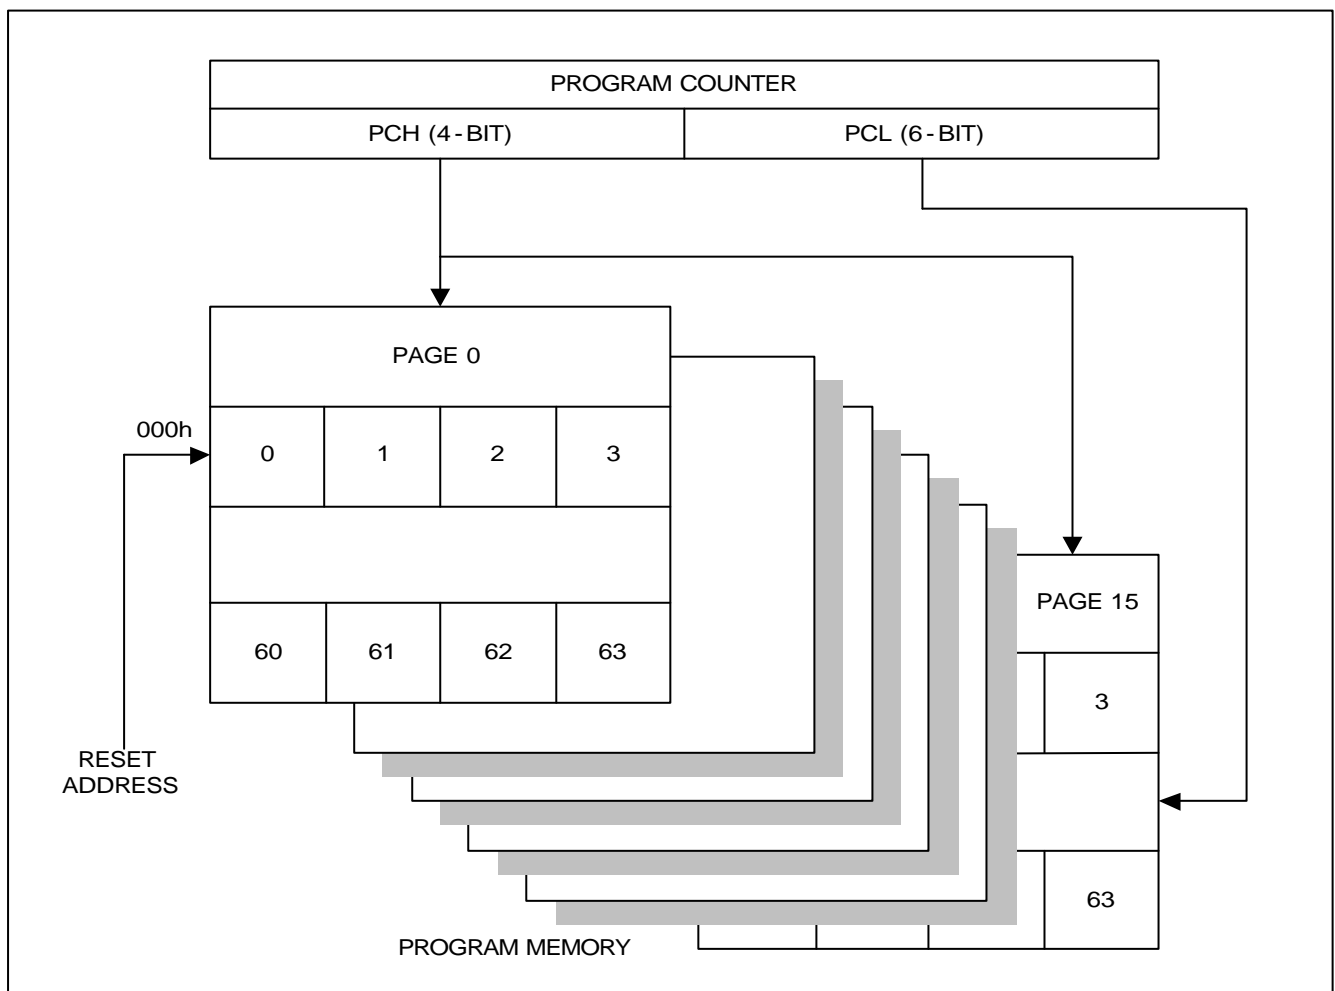 PROGRAM COUNTER
PCH (4-BIT)
PCL (6-BIT)
PAGE 0
000h
0
1
2
3
PAGE 15
60
61
62
63
3
RESET
ADDRESS
63
PROGRAM MEMORY